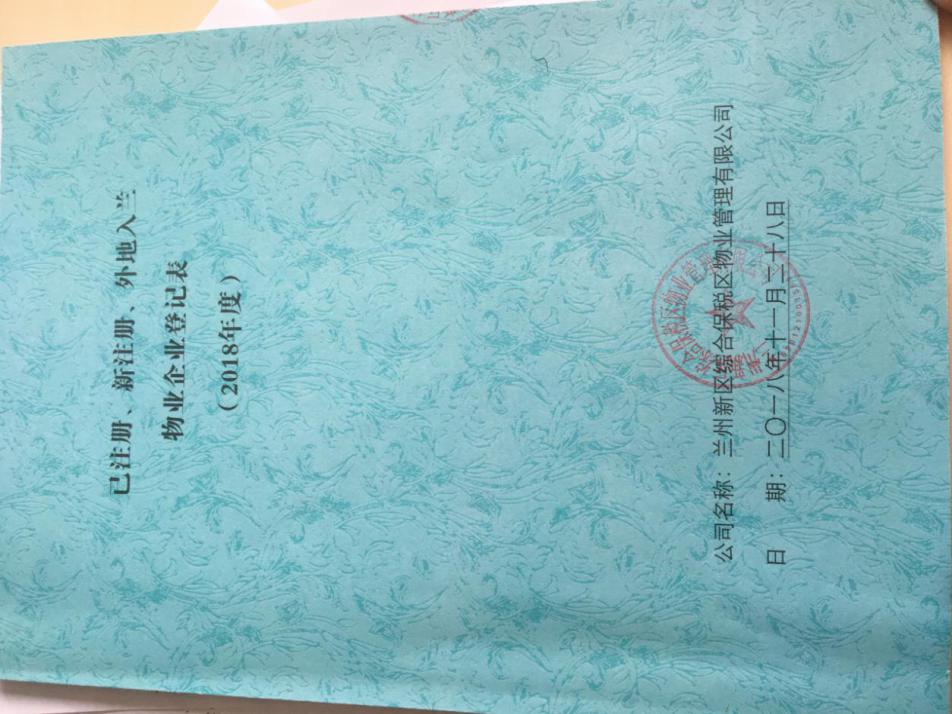 已注册、新注册、外地入兰
物业企业登记表
（2018年度）
公司名称：兰州新区综合保税区物业管理有限公司
日 期：二〇一八年十一月二十八日